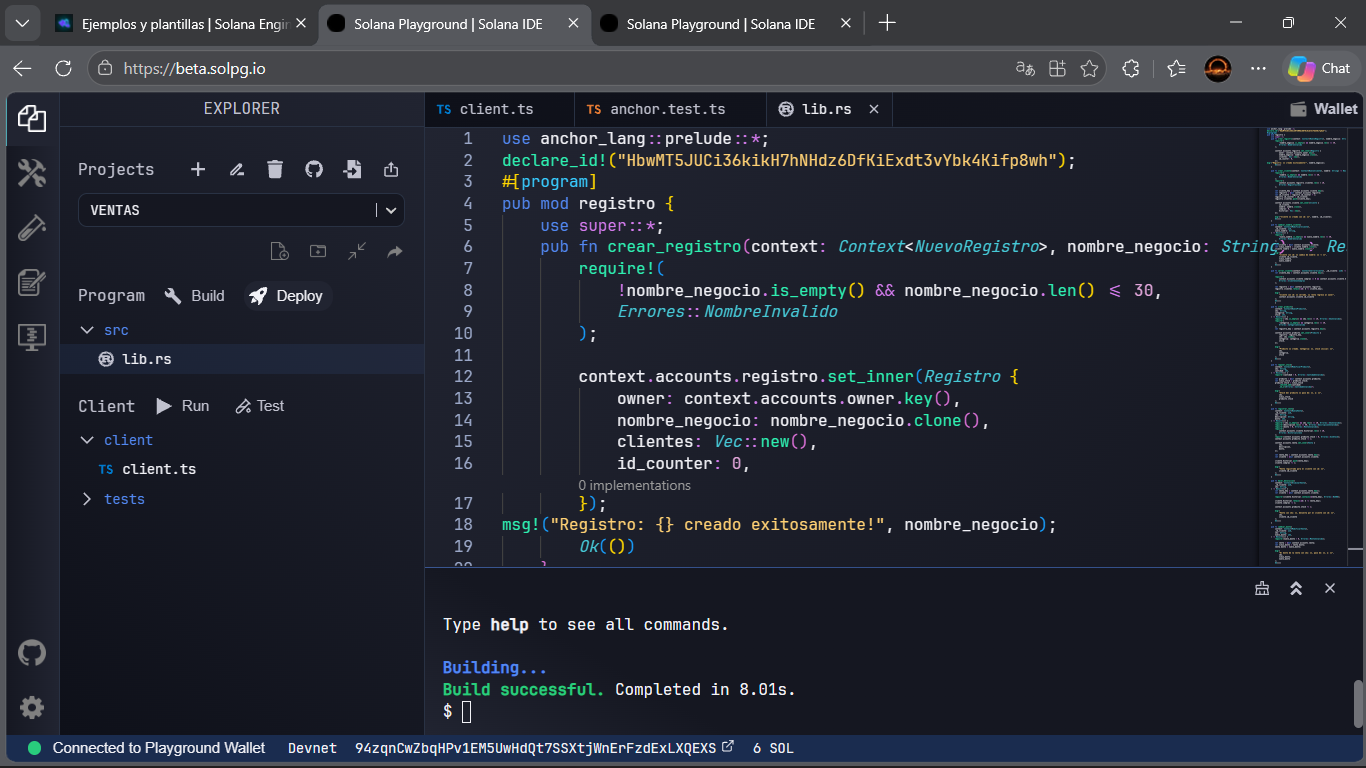 Ejemplos y plantillas | Solana Engin
Solana Playground | Solana IDE
Solana Playground | Solana IDE
https://beta.solpg.io
Chat
EXPLORER
Projects
VENTAS
Program
Build
Deploy
src
lib.rs
Client
Run
Test
client
TS client.ts
tests
TS client.ts
TS anchor.test.ts
lib.rs
Wallet
1 use anchor_lang::prelude::*;
2 declare_id!("HbwMT5JUCi36kikH7hNHdz6DfKiExdt3vYbk4Kifp8wh");
3 #[program]
4 pub mod registro {
5 use super::*;
6 pub fn crear_registro(context: Context<NuevoRegistro>, nombre_negocio: String) -> Re
7 require!(
8 !nombre_negocio.is_empty() && nombre_negocio.len() <= 30,
9 Errores::NombreInvalido
10 );
11
12 context.accounts.registro.set_inner(Registro {
13 owner: context.accounts.owner.key(),
14 nombre_negocio: nombre_negocio.clone(),
15 clientes: Vec::new(),
16 id_counter: 0,
0 implementations
17 });
18 msg!("Registro: {} creado exitosamente!", nombre_negocio);
19 Ok(())
Type help to see all commands.
Building...
Build successful. Completed in 8.01s.
$
Connected to Playground Wallet
Devnet
94zqnCwZbqHPv1EM5UwHdQt7SSXtjWnErFzdExLXQEXS
6 SOL